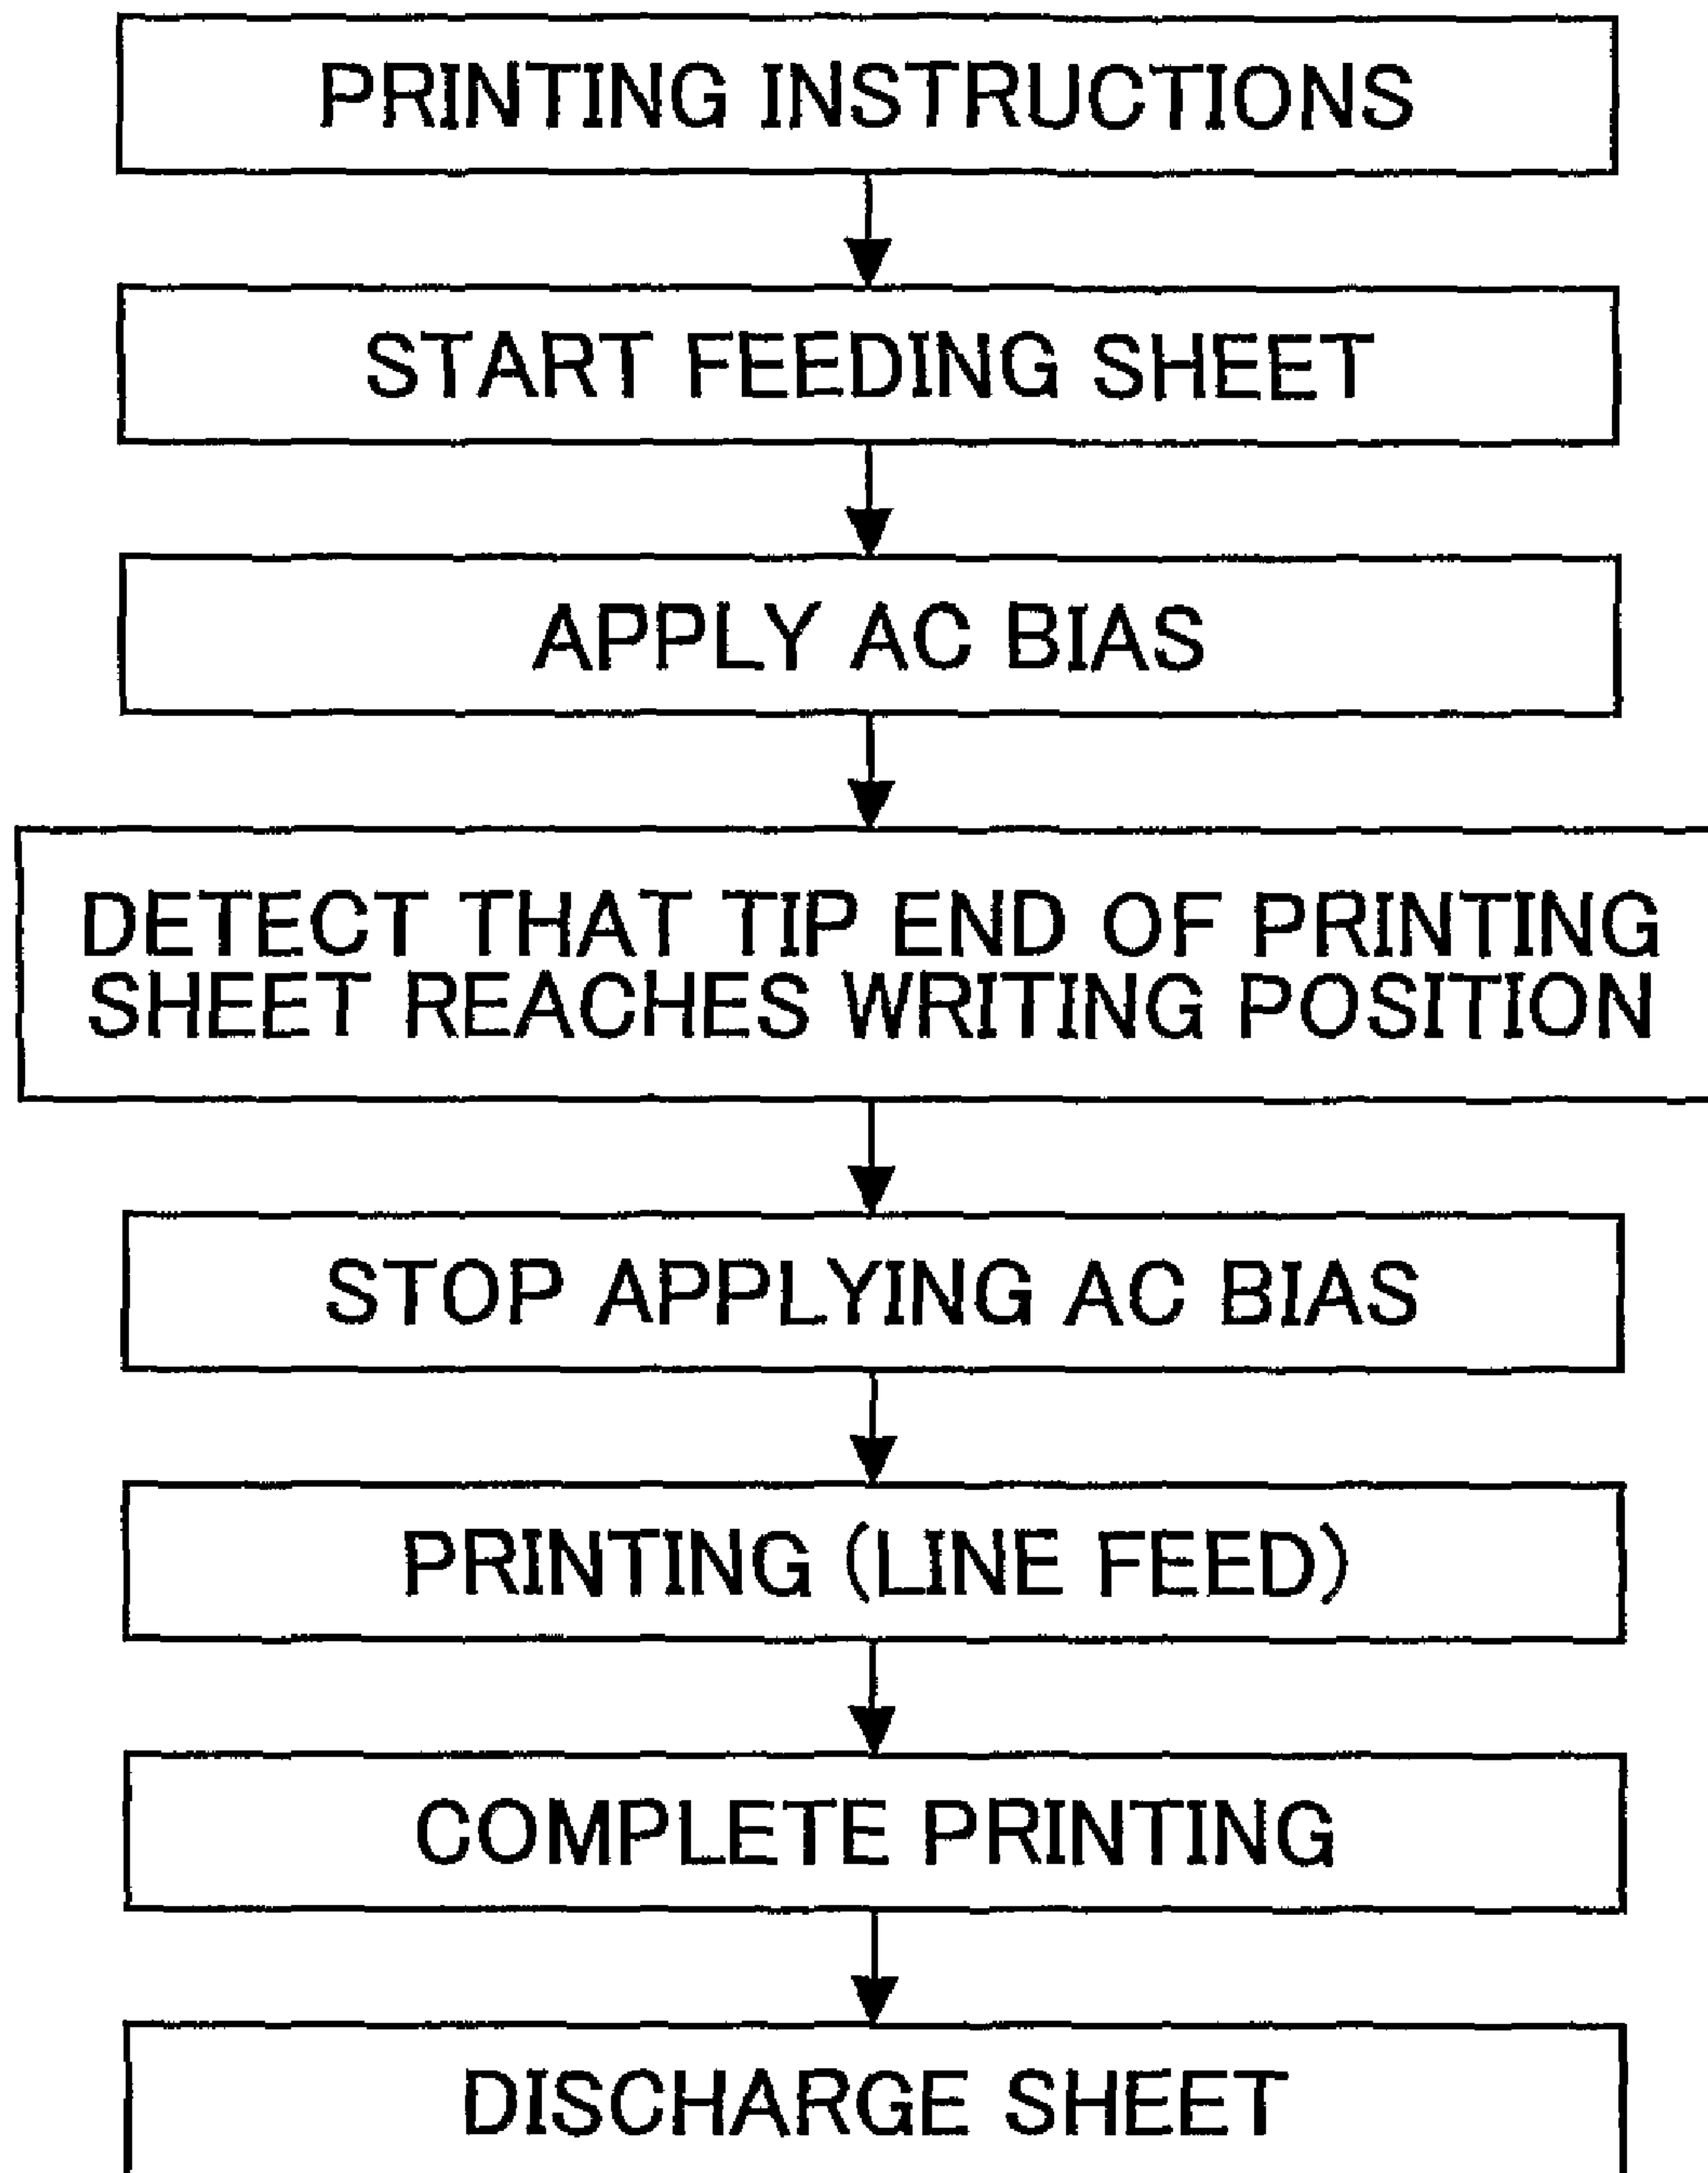 PRINTING INSTRUCTIONS
START FEEDING SHEET
APPLY AC BIAS
DETECT THAT TIP END OF PRINTING
SHEET REACHES WRITING POSITION
STOP APPLYING AC BIAS
PRINTING (LINE FEED)
COMPLETE PRINTING
DISCHARGE SHEET